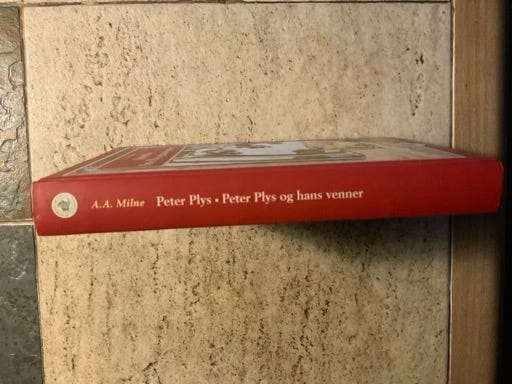 A.A. Milne Peter Plys • Peter Plys og hans venner